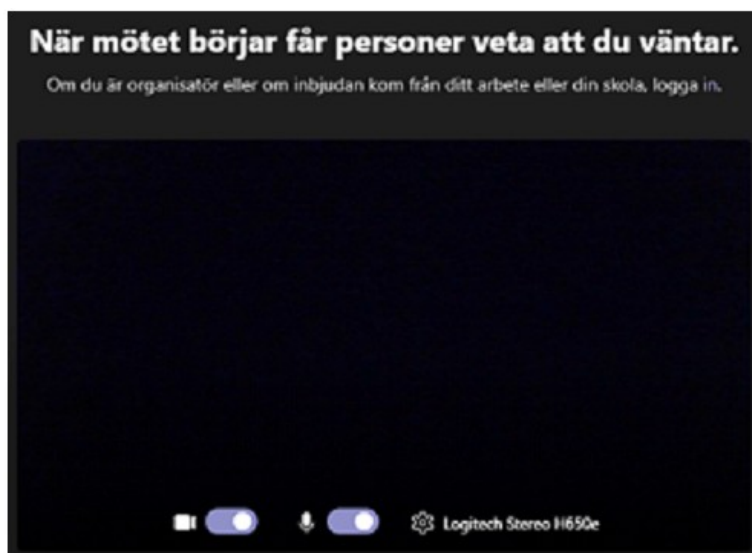 När mötet börjar får personer veta att du väntar.
Om du är organisatör eller om inbjudan kom från ditt arbete eller din skola, logga in.
Logitech Stereo H650e